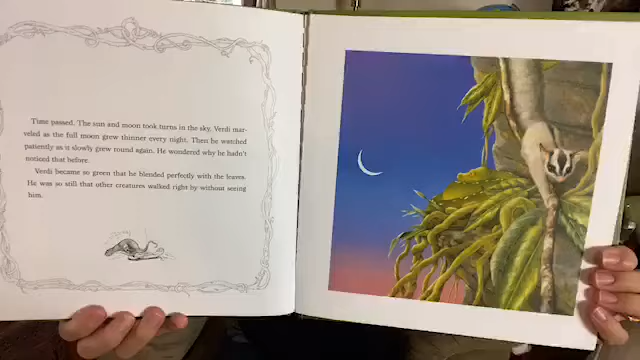 Time passed. The sun and moon took turns in the sky. Verdi mar-
veled as the full moon grew thinner every night. Then he watched
patiently as it slowly grew round again. He wondered why he hadn't
noticed that before.
Verdi became so green that he blended perfectly with the leaves.
He was so still that other creatures walked right by without seeing
him.